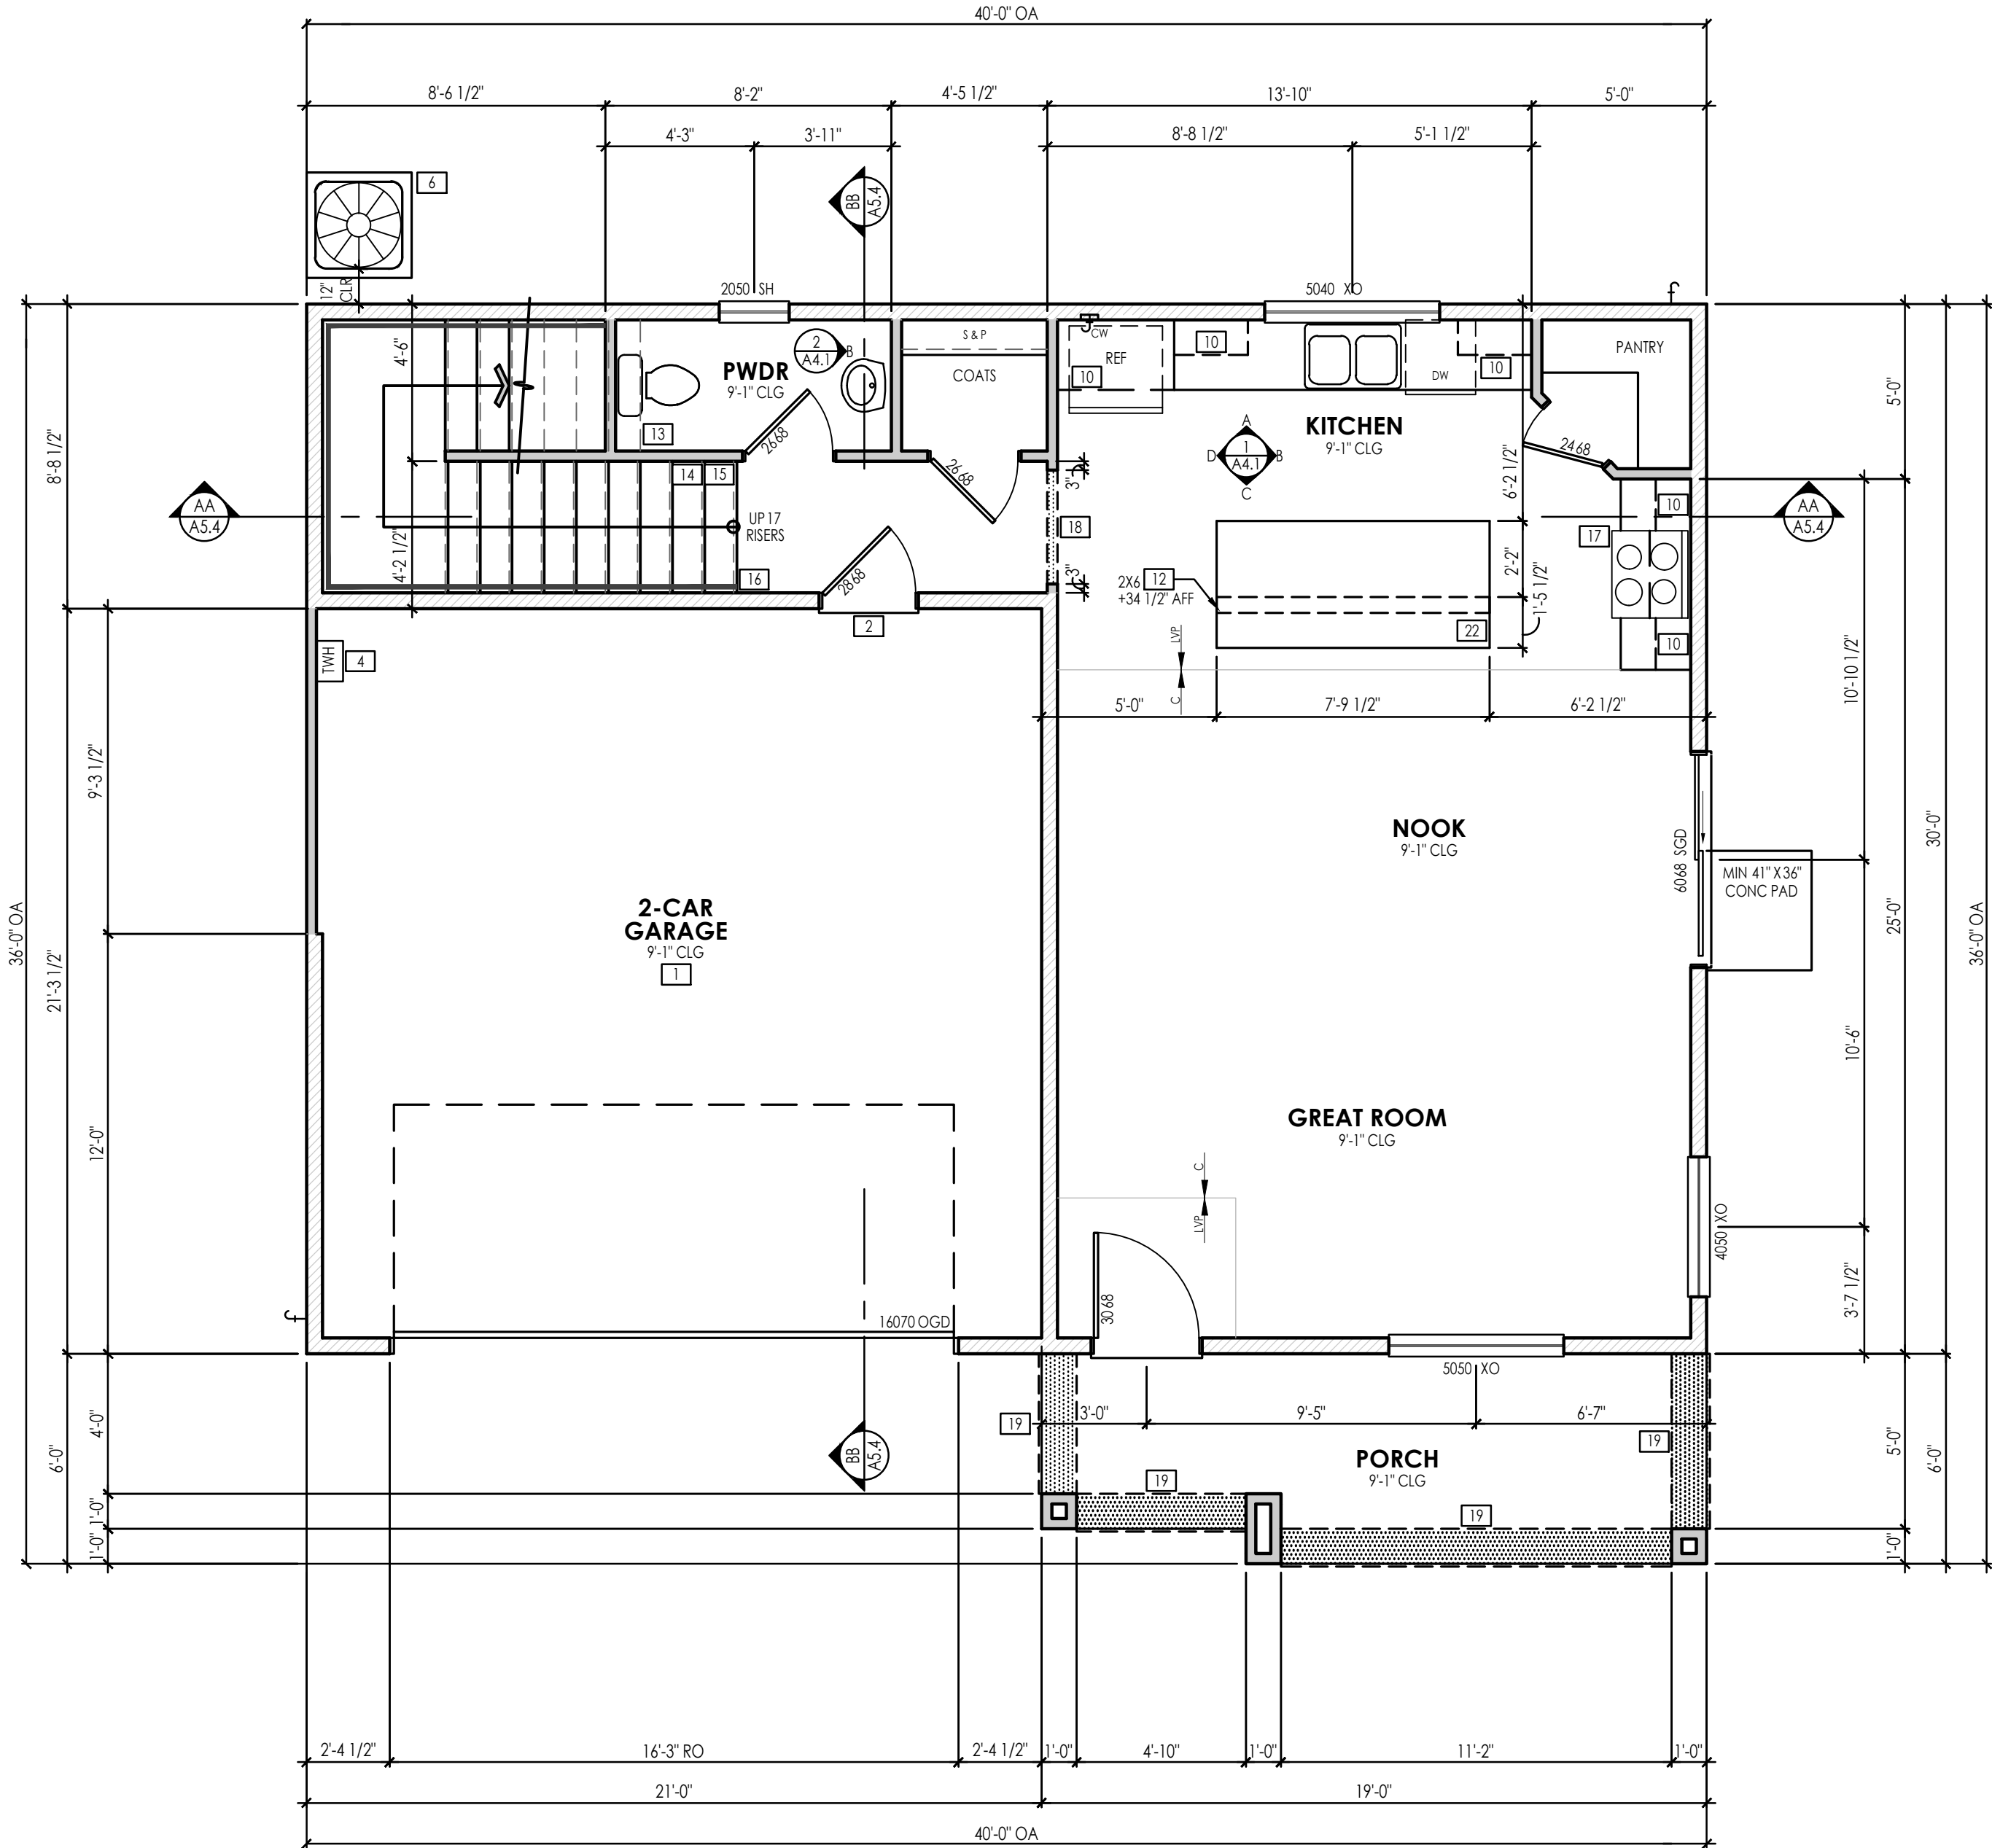 40'-0" OA
8'-6 1/2"
8'-2"
4'-5 1/2"
13'-10"
5'-0"
4'-3"
3'-11"
8'-8 1/2"
5'-1 1/2"
6
BB
A5.4
12"
CLR
2050 SH
5040 XO
4'-6"
PWDR
9'-1" CLG
2
A4.1
B
13
2668
S & P
COATS
2668
CW
REF
10
10
DW
10
PANTRY
KITCHEN
9'-1" CLG
A
D
1
A4.1
B
C
2468
6'-2 1/2"
5'-0"
8'-8 1/2"
AA
A5.4
14
15
UP 17
RISERS
16
4'-2 1/2"
2868
2
3"
18
3"
2X6
12
+34 1/2" AFF
22
2'-2"
1'-5 1/2"
17
10
10
AA
A5.4
TWH
4
LVP
C
5'-0"
7'-9 1/2"
6'-2 1/2"
10'-10 1/2"
9'-3 1/2"
NOOK
9'-1" CLG
6068 SGD
MIN 41" X 36"
CONC PAD
30'-0"
25'-0"
36'-0" OA
36'-0" OA
21'-3 1/2"
2-CAR
GARAGE
9'-1" CLG
1
10'-6"
12'-0"
GREAT ROOM
9'-1" CLG
C
LVP
4050 XO
3'-7 1/2"
3068
16070 OGD
5050 XO
19
3'-0"
9'-5"
6'-7"
19
4'-0"
6'-0"
BB
A5.4
PORCH
9'-1" CLG
19
19
5'-0"
6'-0"
1'-0"
1'-0"
1'-0"
2'-4 1/2"
16'-3" RO
2'-4 1/2"
1'-0"
4'-10"
1'-0"
11'-2"
1'-0"
21'-0"
19'-0"
40'-0" OA